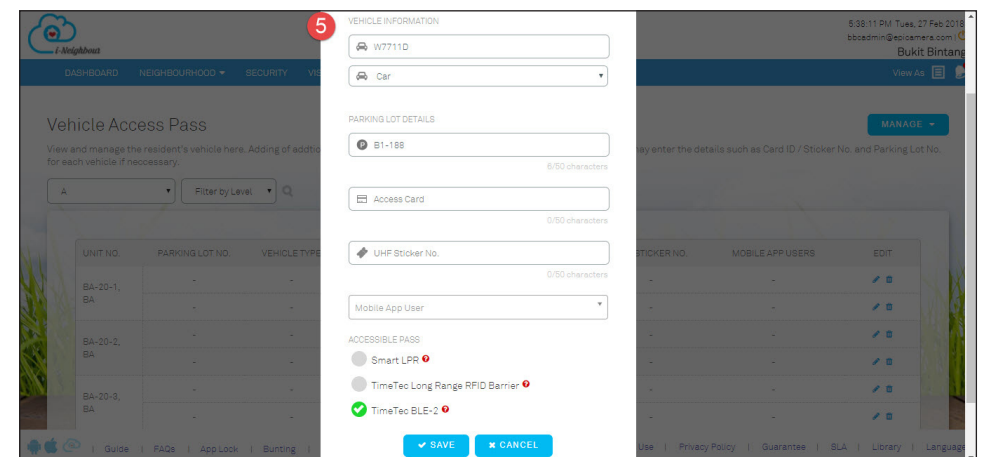 5:38:11 PM Tues, 27 Feb 2018
bbcadmin@epicamera.com |
Bukit Bintang
i-Neighbour
DASHBOARD NEIGHBOURHOOD SECURITY VIS
View As
5
VEHICLE INFORMATION
W7711D
Car
PARKING LOT DETAILS
B1-188
6/50 characters
Access Card
0/50 characters
UHF Sticker No.
0/50 characters
Mobile App User
ACCESSIBLE PASS
Smart LPR
TimeTec Long Range RFID Barrier
TimeTec BLE-2
SAVE CANCEL
Vehicle Access Pass
MANAGE
View and manage the resident's vehicle here. Adding of addtio may enter the details such as Card ID / Sticker No. and Parking Lot No.
for each vehicle if neccessary.
A Filter by Level
UNIT NO. PARKING LOT NO. VEHICLE TYPE STICKER NO. MOBILE APP USERS EDIT
BA-20-1, - - - -
BA - - - -
BA-20-2, - - - -
BA - - - -
BA-20-3, - - - -
BA - - - -
| Guide | FAQs | App Lock | Bunting | Use | Privacy Policy | Guarantee | SLA | Library | Language